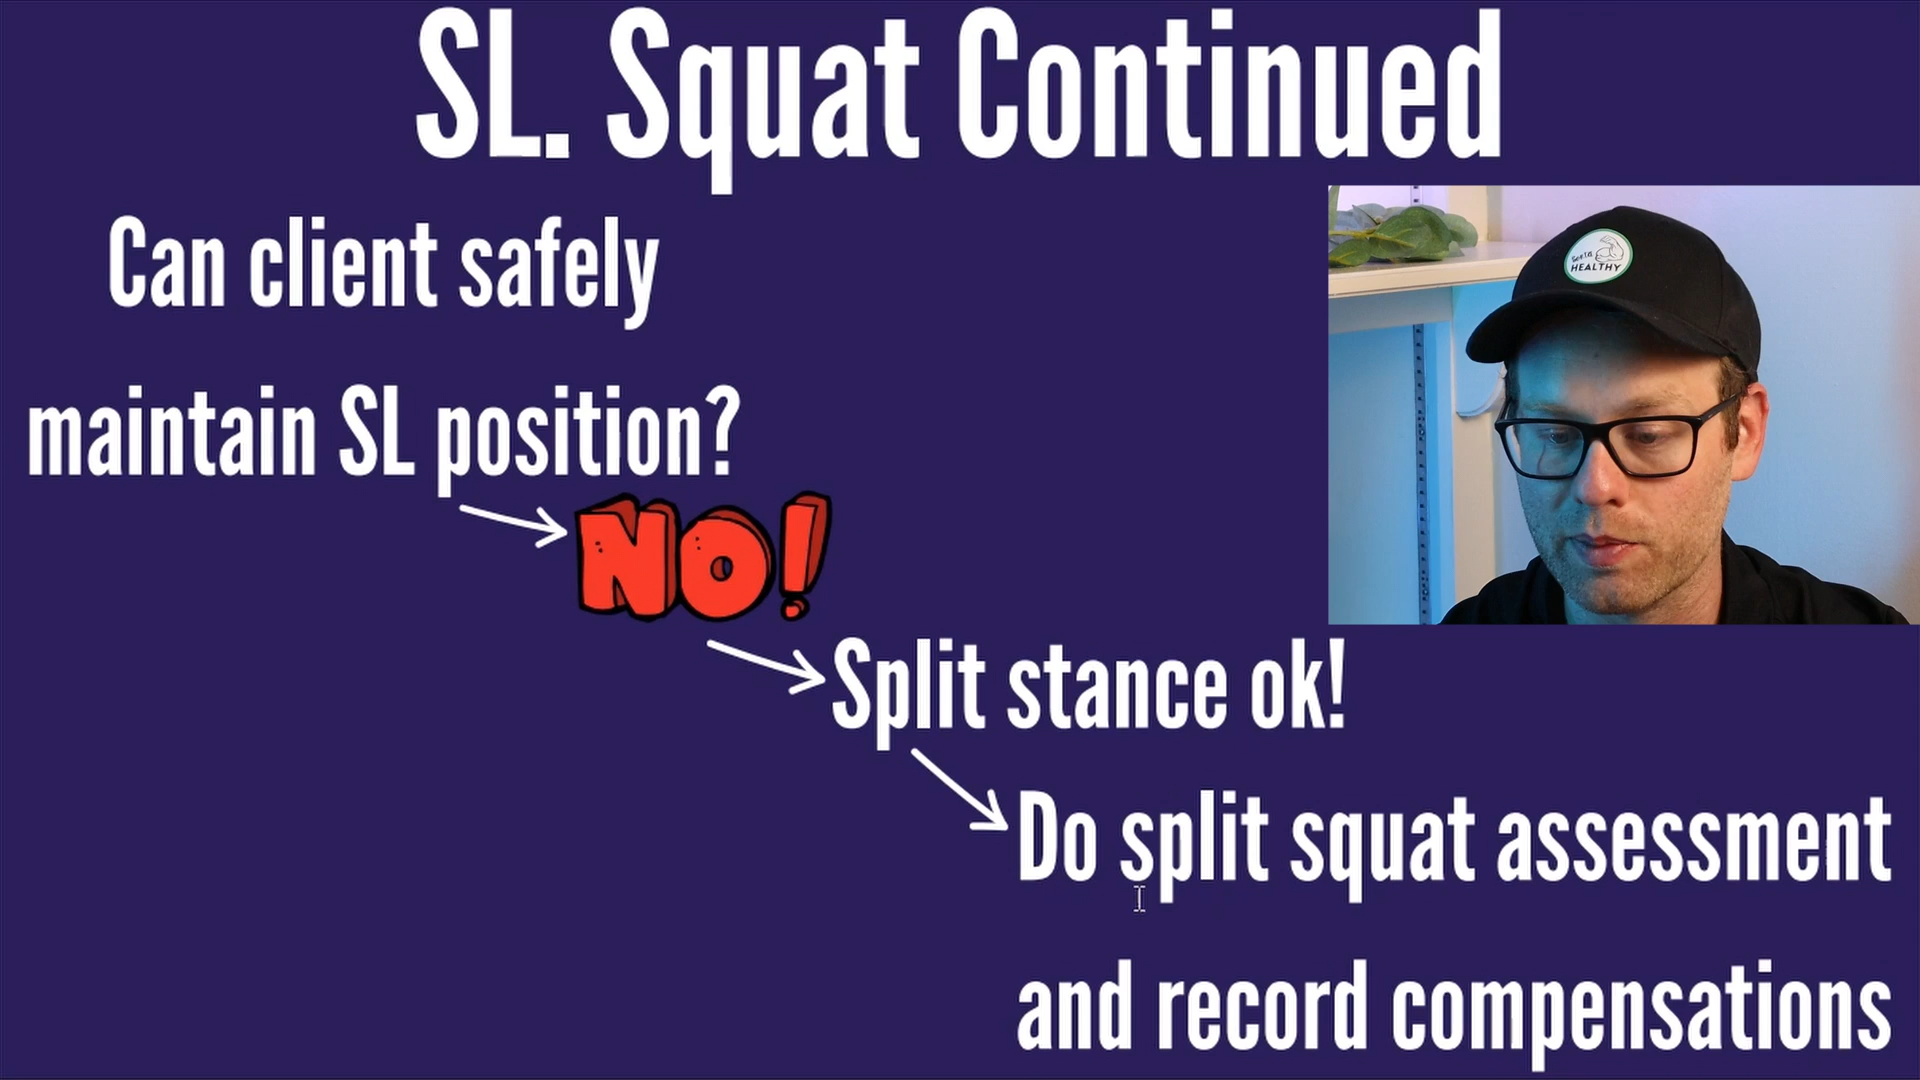 SL. Squat Continued
Can client safely
maintain SL position?
NO!
Split stance ok!
Do split squat assessment
and record compensations
HEALTHY